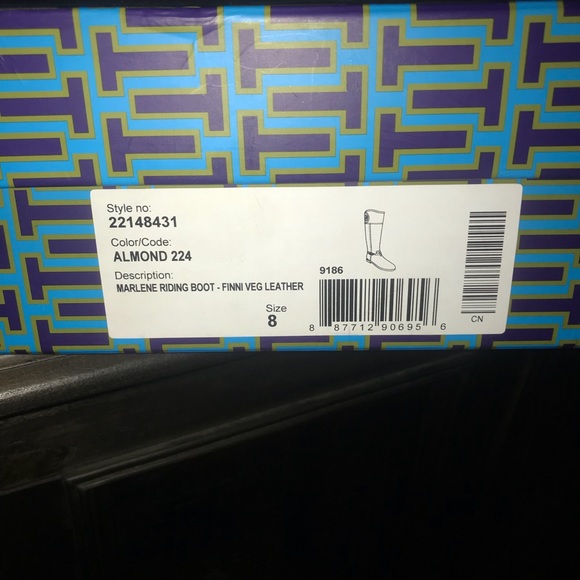 Style no:
22148431
Color/Code:
ALMOND 224
Description:
MARLENE RIDING BOOT - FINNI VEG LEATHER
Size
8
9186
8 87712 90695 6
CN